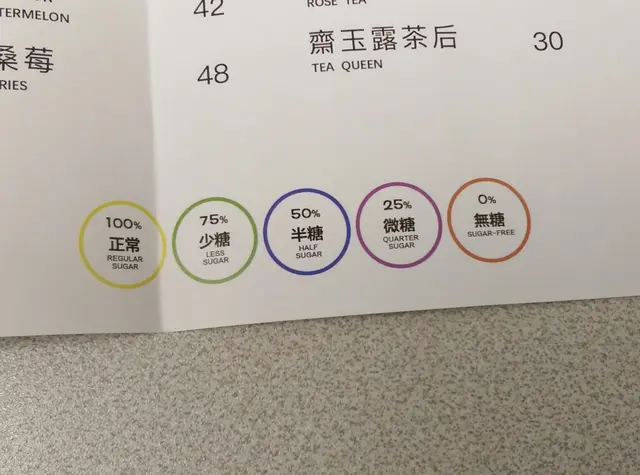 TERMELON
42
ROSE TEA
桑莓
RIES
48
齋玉露茶后
TEA QUEEN
30
100%
正常
REGULAR
SUGAR
75%
少糖
LESS
SUGAR
50%
半糖
HALF
SUGAR
25%
微糖
QUARTER
SUGAR
0%
無糖
SUGAR-FREE